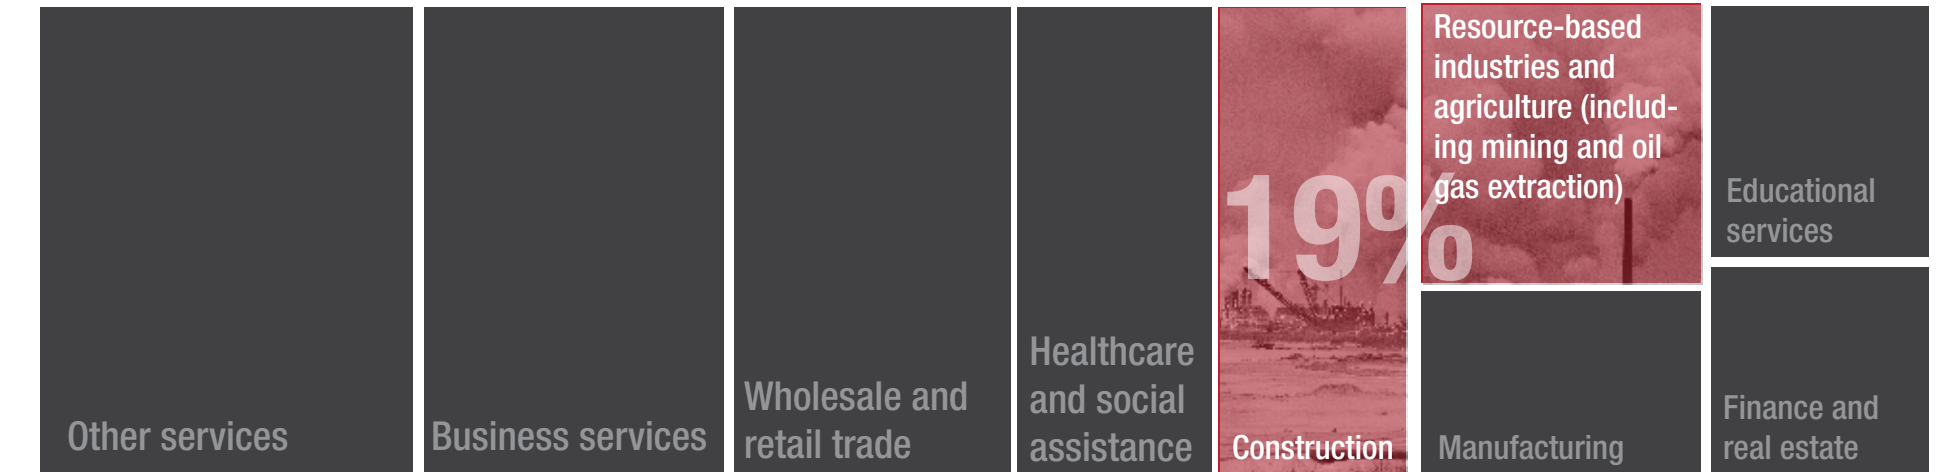 Other services
Business services
Wholesale and
retail trade
Healthcare
and social
assistance
19%
Construction
Resource-based
industries and
agriculture (includ-
ing mining and oil
gas extraction)
Manufacturing
Educational
services
Finance and
real estate